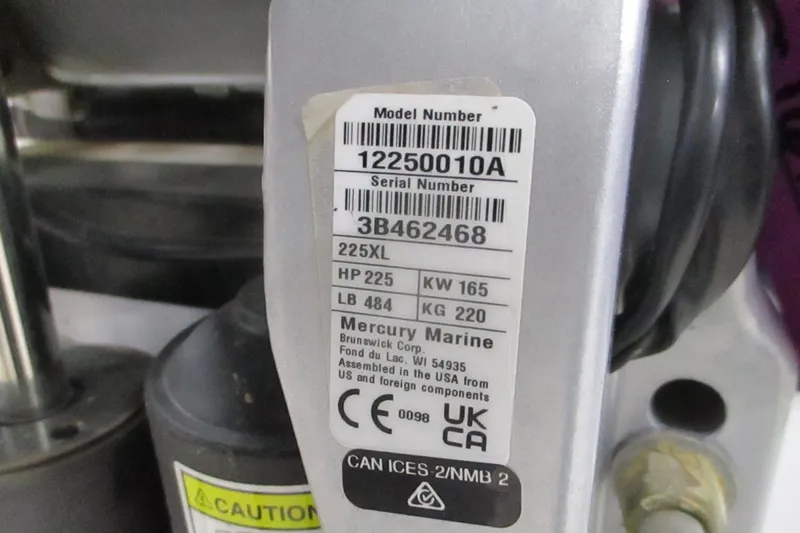 Model Number
12250010A
Serial Number
3B462468
225XL
HP 225 KW 165
LB 484 KG 220
Mercury Marine
Brunswick Corp.
Fond du Lac, WI 54935
Assembled in the USA from
US and foreign components
CE 0098 UK
CA
CAN ICES-2/NMB 2
CAUTION